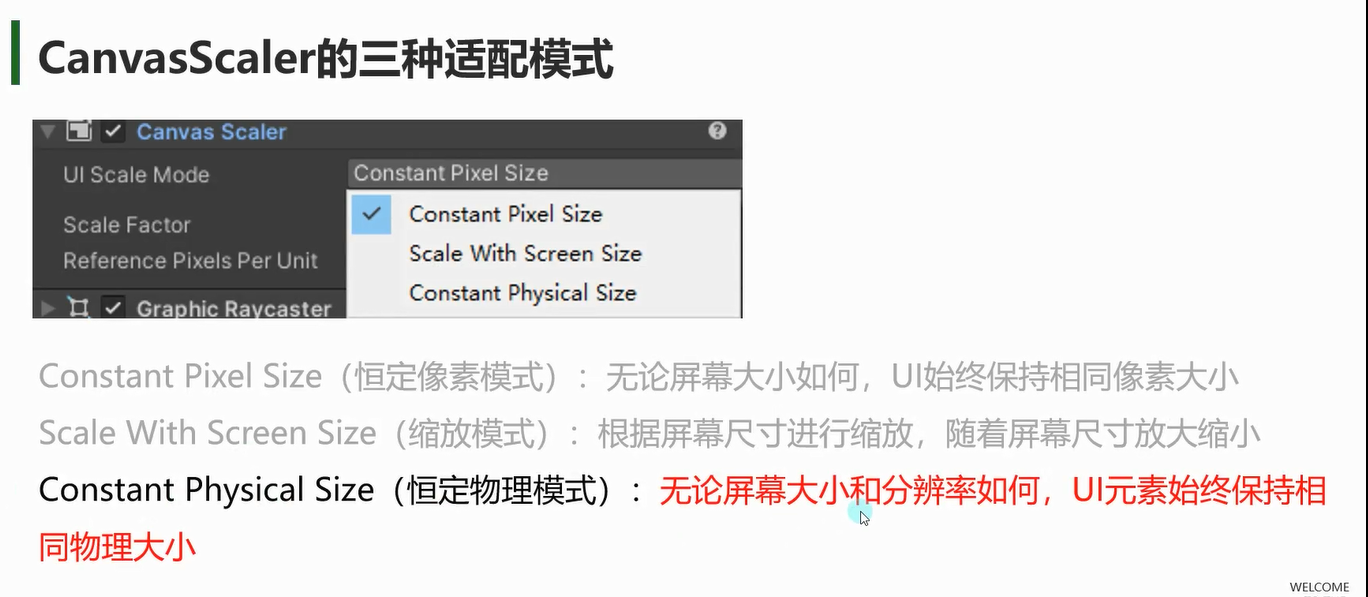 CanvasScaler的三种适配模式
Canvas Scaler
UI Scale Mode
Constant Pixel Size
Constant Pixel Size
Scale Factor
Scale With Screen Size
Reference Pixels Per Unit
Constant Physical Size
Graphic Raycaster
Constant Pixel Size（恒定像素模式）：无论屏幕大小如何，UI始终保持相同像素大小
Scale With Screen Size（缩放模式）：根据屏幕尺寸进行缩放，随着屏幕尺寸放大缩小
Constant Physical Size（恒定物理模式）：无论屏幕大小和分辨率如何，UI元素始终保持相
同物理大小
WELCOME